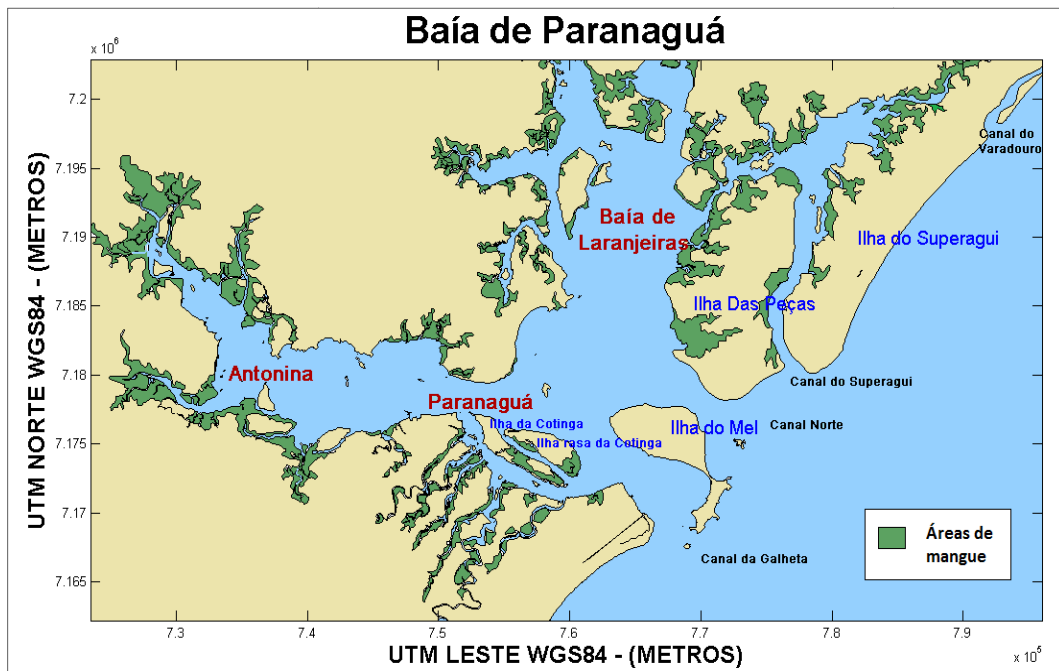 Baía de Paranaguá
x 10⁶
7.2
7.195
7.19
7.185
7.18
7.175
7.17
7.165
UTM NORTE WGS84 - (METROS)
Canal do
Varadouro
Baía de
Laranjeiras
Ilha do Superagui
Ilha Das Peças
Antonina
Canal do Superagui
Paranaguá
Ilha da Cotinga
Ilha rasa da Cotinga
Ilha do Mel
Canal Norte
Canal da Galheta
Áreas de
mangue
7.3
7.4
7.5
7.6
7.7
7.8
7.9
x 10⁵
UTM LESTE WGS84 - (METROS)